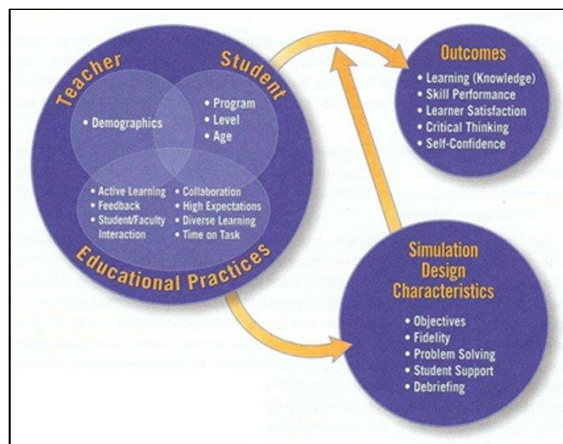 Teacher
Student
• Demographics
• Program
• Level
• Age
• Active Learning
• Feedback
• Student/Faculty
Interaction
• Collaboration
• High Expectations
• Diverse Learning
• Time on Task
Educational Practices
Outcomes
• Learning (Knowledge)
• Skill Performance
• Learner Satisfaction
• Critical Thinking
• Self-Confidence
Simulation
Design
Characteristics
• Objectives
• Fidelity
• Problem Solving
• Student Support
• Debriefing